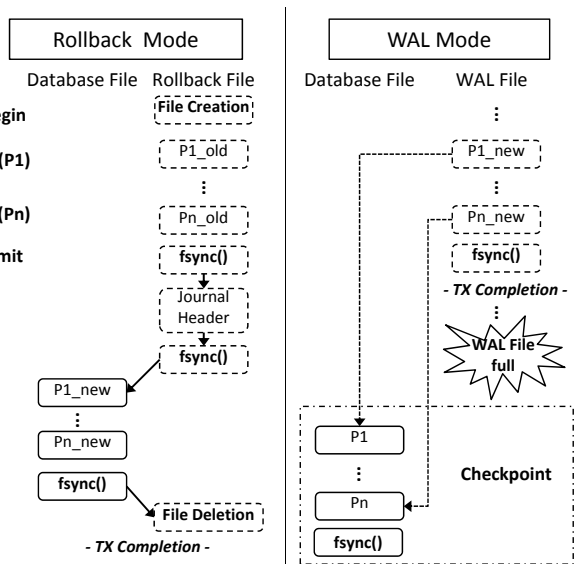 Rollback Mode
Database File Rollback File
File Creation
egin
P1_old
(P1)
⋮
Pn_old
(Pn)
fsync()
mit
Journal
Header
fsync()
P1_new
⋮
Pn_new
fsync()
File Deletion
- TX Completion -
WAL Mode
Database File WAL File
⋮
P1_new
⋮
Pn_new
fsync()
- TX Completion -
⋮
WAL File
full
P1
⋮
Checkpoint
Pn
fsync()